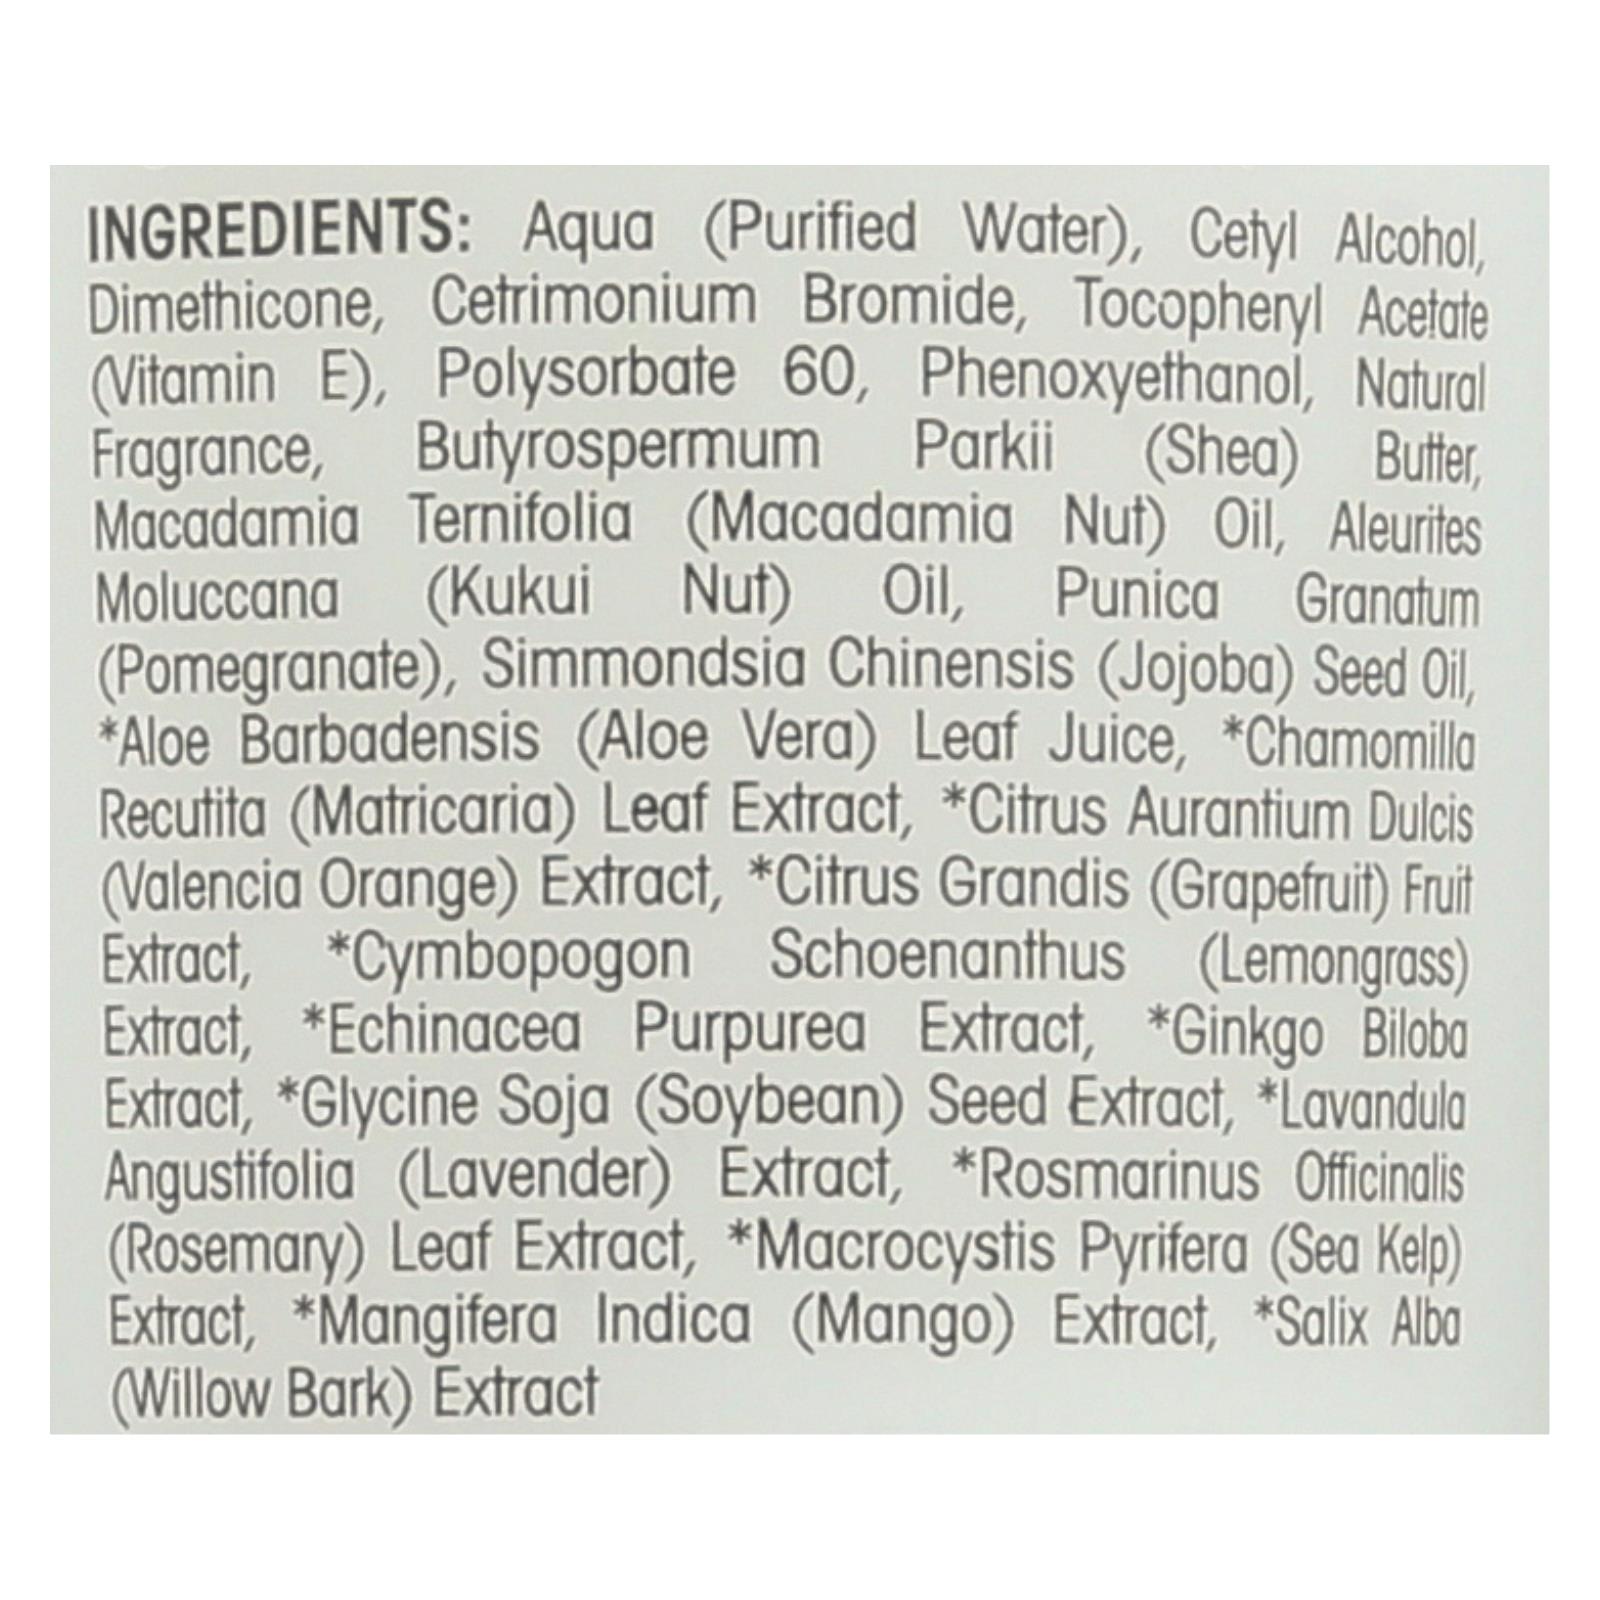 INGREDIENTS: Aqua (Purified Water), Cetyl Alcohol,
Dimethicone, Cetrimonium Bromide, Tocopheryl Acetate
(Vitamin E), Polysorbate 60, Phenoxyethanol, Natural
Fragrance, Butyrospermum Parkii (Shea) Butter,
Macadamia Ternifolia (Macadamia Nut) Oil, Aleurites
Moluccana (Kukui Nut) Oil, Punica Granatum
(Pomegranate), Simmondsia Chinensis (Jojoba) Seed Oil,
*Aloe Barbadensis (Aloe Vera) Leaf Juice, *Chamomilla
Recutita (Matricaria) Leaf Extract, *Citrus Aurantium Dulcis
(Valencia Orange) Extract, *Citrus Grandis (Grapefruit) Fruit
Extract, *Cymbopogon Schoenanthus (Lemongrass)
Extract, *Echinacea Purpurea Extract, *Ginkgo Biloba
Extract, *Glycine Soja (Soybean) Seed Extract, *Lavandula
Angustifolia (Lavender) Extract, *Rosmarinus Officinalis
(Rosemary) Leaf Extract, *Macrocystis Pyrifera (Sea Kelp)
Extract, *Mangifera Indica (Mango) Extract, *Salix Alba
(Willow Bark) Extract